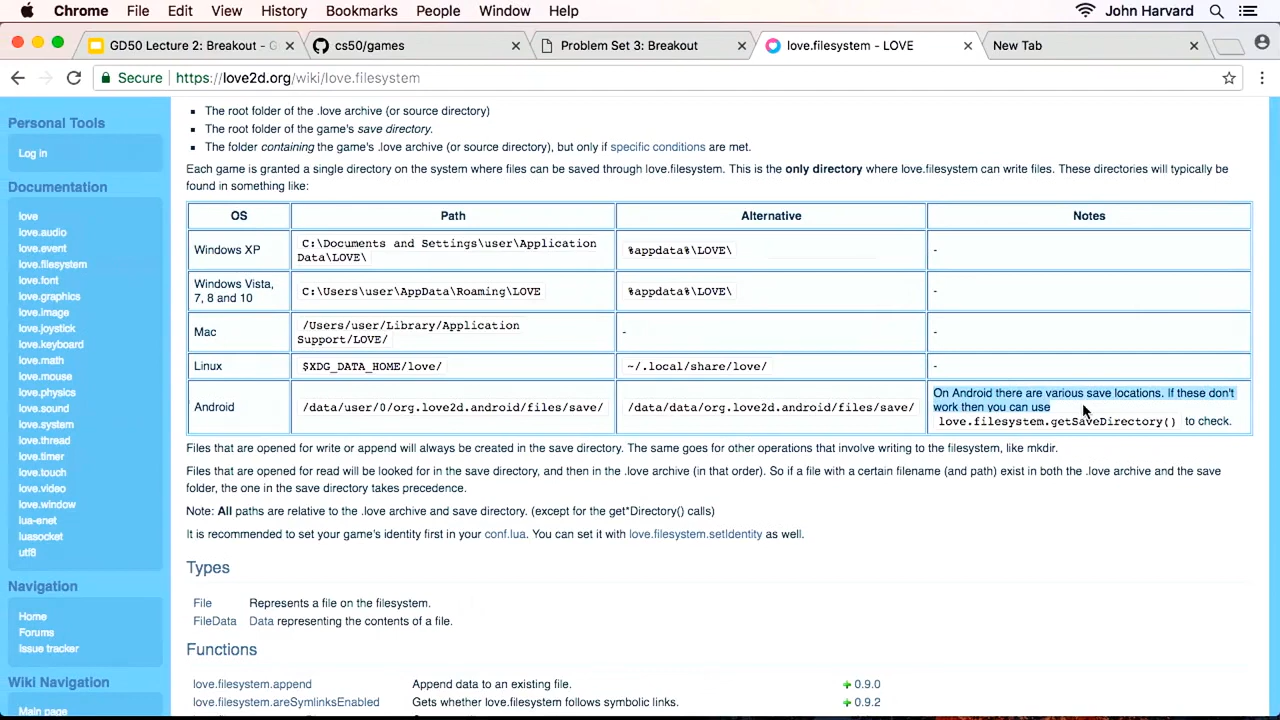 Chrome File Edit View History Bookmarks People Window Help John Harvard
GD50 Lecture 2: Breakout - G
cs50/games
Problem Set 3: Breakout
love.filesystem - LOVE
New Tab
Secure https://love2d.org/wiki/love.filesystem
Personal Tools
Log in
Documentation
love
love.audio
love.event
love.filesystem
love.font
love.graphics
love.image
love.joystick
love.keyboard
love.math
love.mouse
love.physics
love.sound
love.system
love.thread
love.timer
love.touch
love.video
love.window
lua-enet
luasocket
utf8
Navigation
Home
Forums
Issue tracker
Wiki Navigation
Main page
The root folder of the .love archive (or source directory)
The root folder of the game's save directory.
The folder containing the game's .love archive (or source directory), but only if specific conditions are met.
Each game is granted a single directory on the system where files can be saved through love.filesystem. This is the only directory where love.filesystem can write files. These directories will typically be
found in something like:
OS Path Alternative Notes
Windows XP
C:\Documents and Settings\user\Application
Data\LOVE\
%appdata%\LOVE\
-
Windows Vista,
7, 8 and 10
C:\Users\user\AppData\Roaming\LOVE
%appdata%\LOVE\
-
Mac
/Users/user/Library/Application
Support/LOVE/
-
-
Linux
$XDG_DATA_HOME/love/
~/.local/share/love/
-
Android
/data/user/0/org.love2d.android/files/save/
/data/data/org.love2d.android/files/save/
On Android there are various save locations. If these don't
work then you can use
love.filesystem.getSaveDirectory() to check.
Files that are opened for write or append will always be created in the save directory. The same goes for other operations that involve writing to the filesystem, like mkdir.
Files that are opened for read will be looked for in the save directory, and then in the .love archive (in that order). So if a file with a certain filename (and path) exist in both the .love archive and the save
folder, the one in the save directory takes precedence.
Note: All paths are relative to the .love archive and save directory. (except for the get*Directory() calls)
It is recommended to set your game's identity first in your conf.lua. You can set it with love.filesystem.setIdentity as well.
Types
File Represents a file on the filesystem.
FileData Data representing the contents of a file.
Functions
love.filesystem.append Append data to an existing file. 0.9.0
love.filesystem.areSymlinksEnabled Gets whether love.filesystem follows symbolic links. 0.9.2